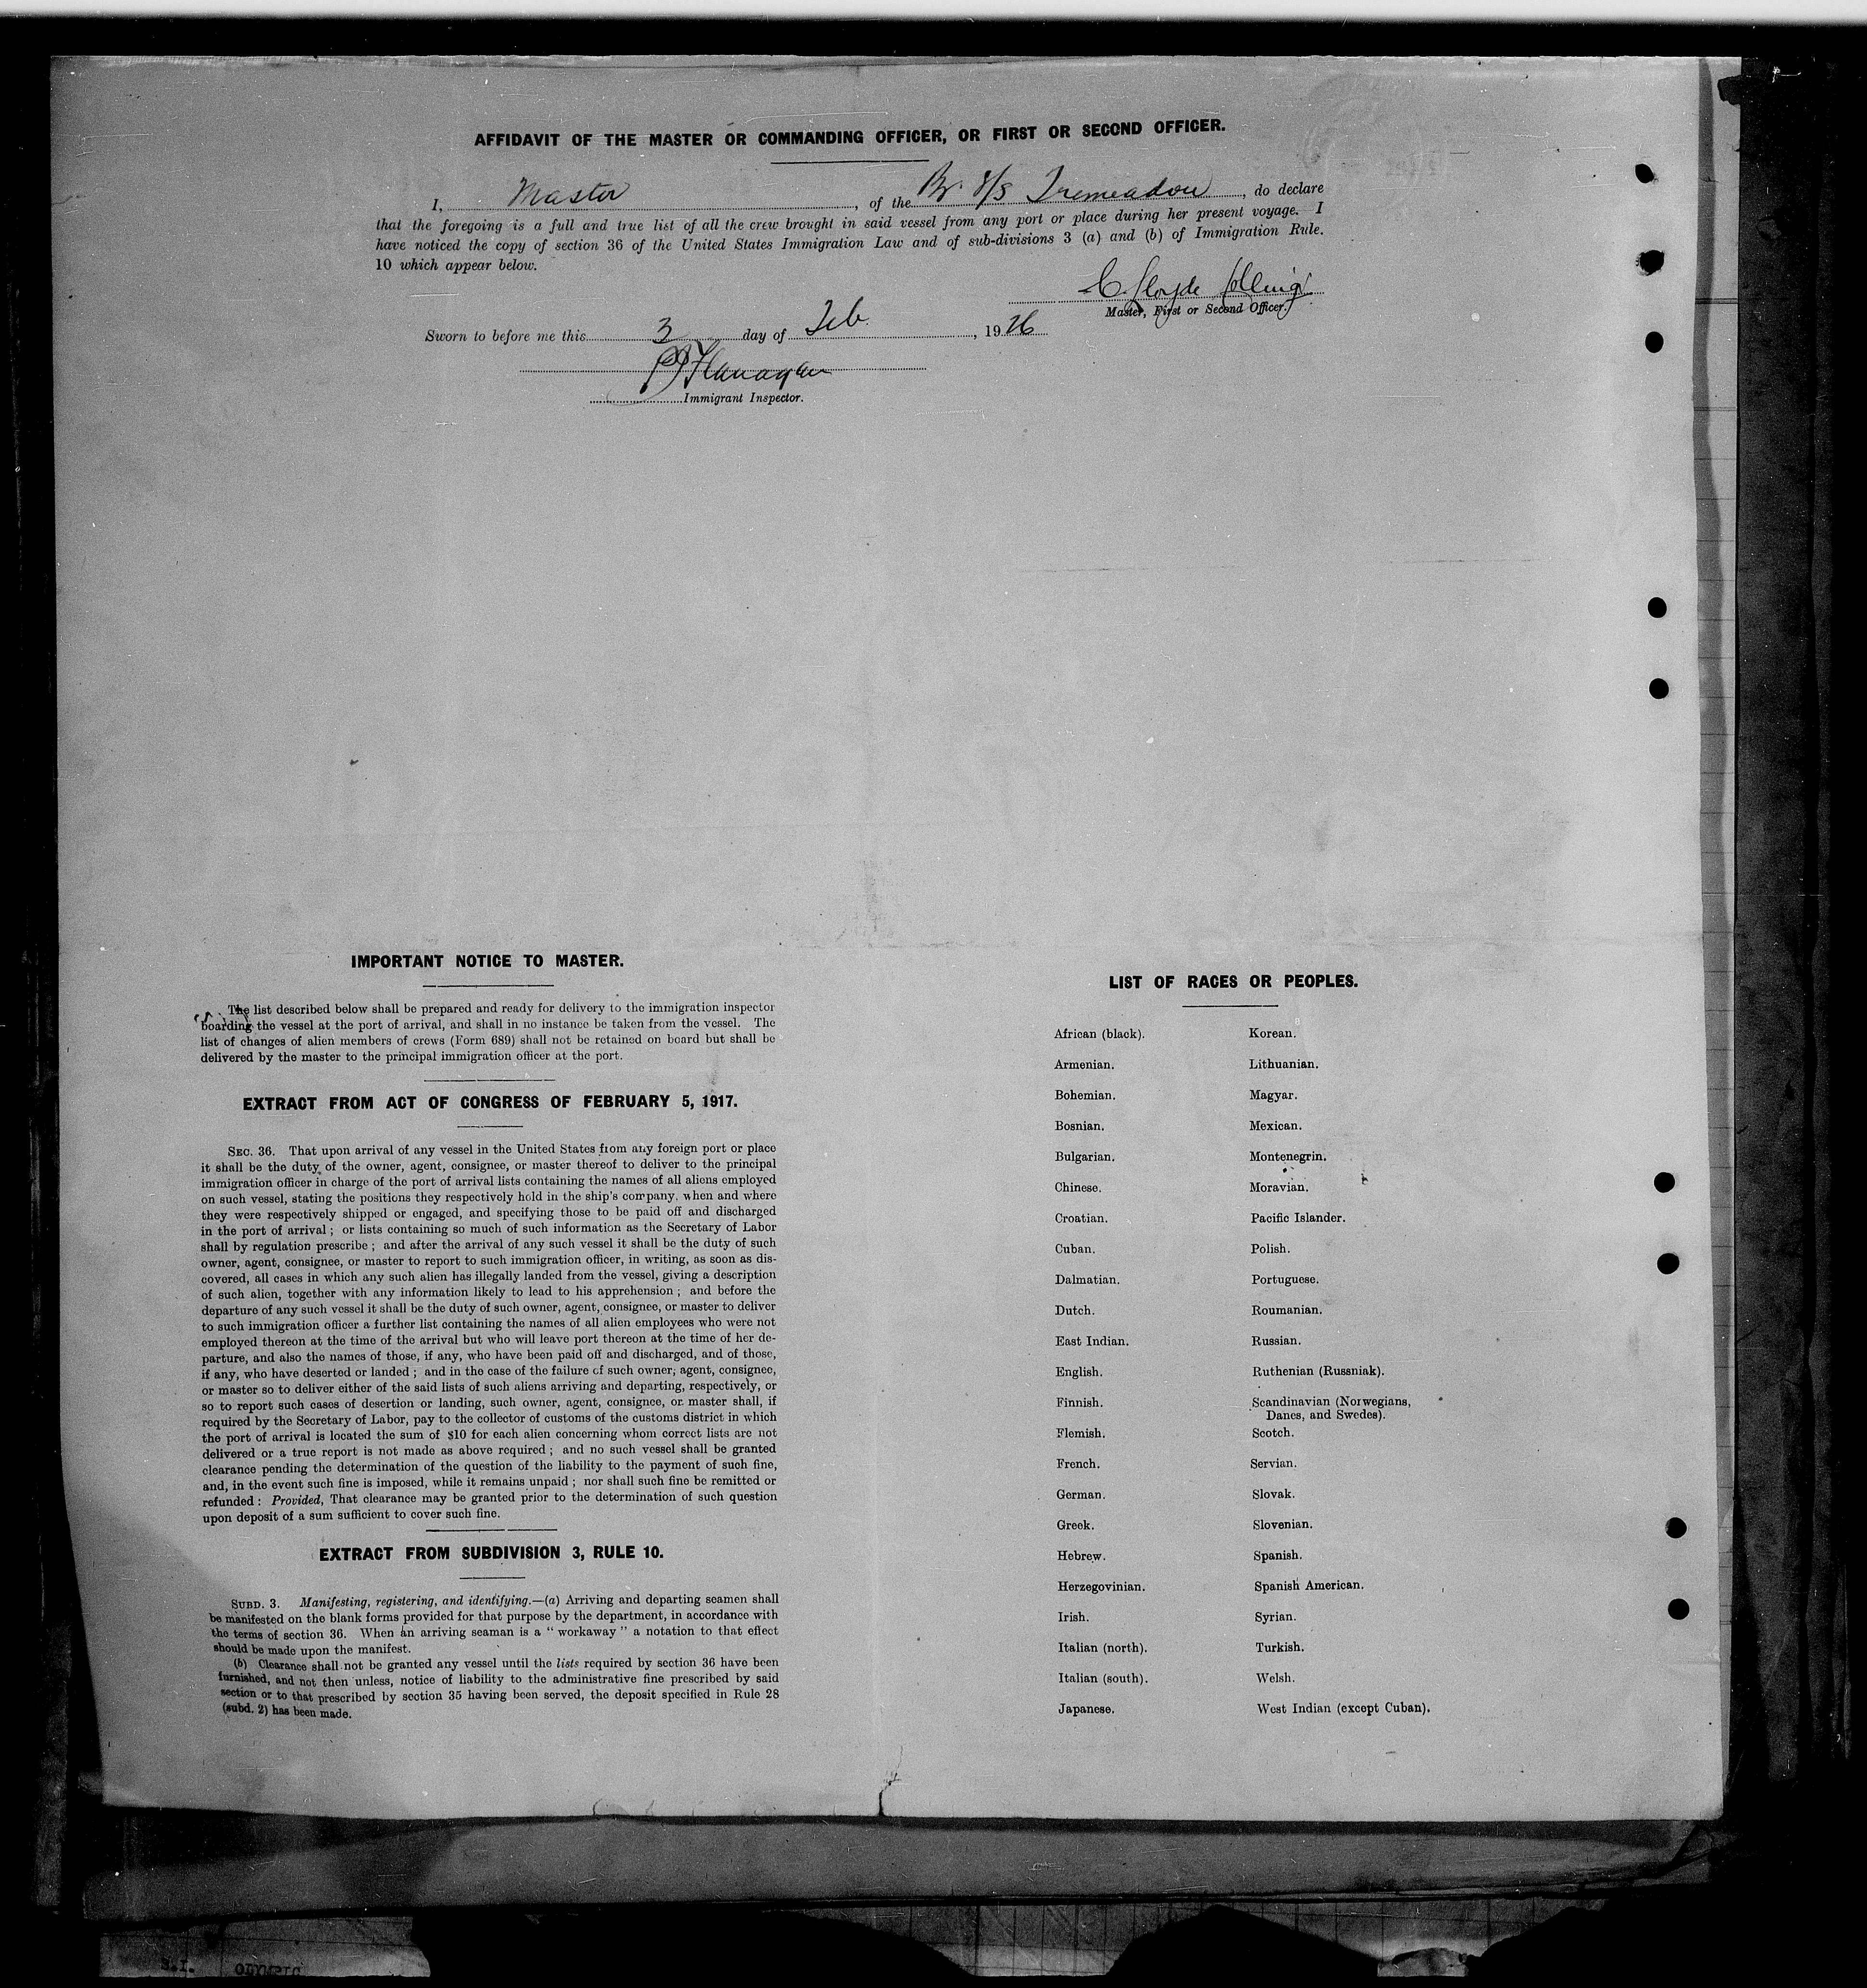 AFFIDAVIT OF THE MASTER OR COMMANDING OFFICER, OR FIRST OR SECOND OFFICER.
I, Master, of the Br. S/S Tremeadow, do declare
that the foregoing is a full and true list of all the crew brought in said vessel from any port or place during her present voyage. I
have noticed the copy of section 36 of the United States Immigration Law and of sub-divisions 3 (a) and (b) of Immigration Rule.
10 which appear below.
Master, First or Second Officer.
Sworn to before me this 3 day of Feb., 1926
Flanagan
Immigrant Inspector.
IMPORTANT NOTICE TO MASTER.
The list described below shall be prepared and ready for delivery to the immigration inspector
boarding the vessel at the port of arrival, and shall in no instance be taken from the vessel. The
list of changes of alien members of crews (Form 689) shall not be retained on board but shall be
delivered by the master to the principal immigration officer at the port.
EXTRACT FROM ACT OF CONGRESS OF FEBRUARY 5, 1917.
SEC. 36. That upon arrival of any vessel in the United States from any foreign port or place
it shall be the duty of the owner, agent, consignee, or master thereof to deliver to the principal
immigration officer in charge of the port of arrival lists containing the names of all aliens employed
on such vessel, stating the positions they respectively hold in the ship's company, when and where
they were respectively shipped or engaged, and specifying those to be paid off and discharged
in the port of arrival ; or lists containing so much of such information as the Secretary of Labor
shall by regulation prescribe ; and after the arrival of any such vessel it shall be the duty of such
owner, agent, consignee, or master to report to such immigration officer, in writing, as soon as dis-
covered, all cases in which any such alien has illegally landed from the vessel, giving a description
of such alien, together with any information likely to lead to his apprehension ; and before the
departure of any such vessel it shall be the duty of such owner, agent, consignee, or master to deliver
to such immigration officer a further list containing the names of all alien employees who were not
employed thereon at the time of the arrival but who will leave port thereon at the time of her de-
parture, and also the names of those, if any, who have been paid off and discharged, and of those,
if any, who have deserted or landed ; and in the case of the failure of such owner, agent, consignee,
or master so to deliver either of the said lists of such aliens arriving and departing, respectively, or
so to report such cases of desertion or landing, such owner, agent, consignee, or master shall, if
required by the Secretary of Labor, pay to the collector of customs of the customs district in which
the port of arrival is located the sum of $10 for each alien concerning whom correct lists are not
delivered or a true report is not made as above required ; and no such vessel shall be granted
clearance pending the determination of the question of the liability to the payment of such fine,
and, in the event such fine is imposed, while it remains unpaid ; nor shall such fine be remitted or
refunded : Provided, That clearance may be granted prior to the determination of such question
upon deposit of a sum sufficient to cover such fine.
EXTRACT FROM SUBDIVISION 3, RULE 10.
SUBD. 3. Manifesting, registering, and identifying.—(a) Arriving and departing seamen shall
be manifested on the blank forms provided for that purpose by the department, in accordance with
the terms of section 36. When an arriving seaman is a " workaway " a notation to that effect
should be made upon the manifest.
(b) Clearance shall not be granted any vessel until the lists required by section 36 have been
furnished, and not then unless, notice of liability to the administrative fine prescribed by said
section or to that prescribed by section 35 having been served, the deposit specified in Rule 28
(subd. 2) has been made.
LIST OF RACES OR PEOPLES.
African (black). Korean.
Armenian. Lithuanian.
Bohemian. Magyar.
Bosnian. Mexican.
Bulgarian. Montenegrin.
Chinese. Moravian.
Croatian. Pacific Islander.
Cuban. Polish.
Dalmatian. Portuguese.
Dutch. Roumanian.
East Indian. Russian.
English. Ruthenian (Russniak).
Finnish. Scandinavian (Norwegians,
Danes, and Swedes).
Flemish. Scotch.
French. Servian.
German. Slovak.
Greek. Slovenian.
Hebrew. Spanish.
Herzegovinian. Spanish American.
Irish. Syrian.
Italian (north). Turkish.
Italian (south). Welsh.
Japanese. West Indian (except Cuban).
OLYMPIC